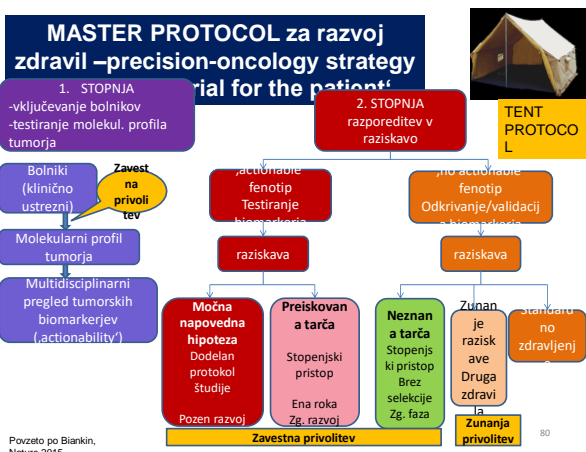 MASTER PROTOCOL za razvoj
zdravil –precision-oncology strategy
rial for the patient‘
TENT
PROTOCO
L
1. STOPNJA
-vključevanje bolnikov
-testiranje molekul. profila
tumorja
2. STOPNJA
razporeditev v
raziskavo
Bolniki
(klinično
ustrezni)
Zavest
na
privoli
tev
Molekularni profil
tumorja
Multidisciplinarni
pregled tumorskih
biomarkerjev
(‚actionability’)
‚actionable
fenotip
Testiranje
biomarkerja
‚no actionable
fenotip
Odkrivanje/validacij
a biomarkerja
raziskava
raziskava
Močna
napovedna
hipoteza
Dodelan
protokol
študije
Pozen razvoj
Preiskovan
a tarča
Stopenjski
pristop
Ena roka
Zg. razvoj
Neznan
a tarča
Stopenjs
ki pristop
Brez
selekcije
Zg. faza
Zunan
je
razisk
ave
Druga
zdravi
la
Standard
no
zdravljenj
Zavestna privolitev
Zunanja
privolitev
Povzeto po Biankin,
Nature 2015
80